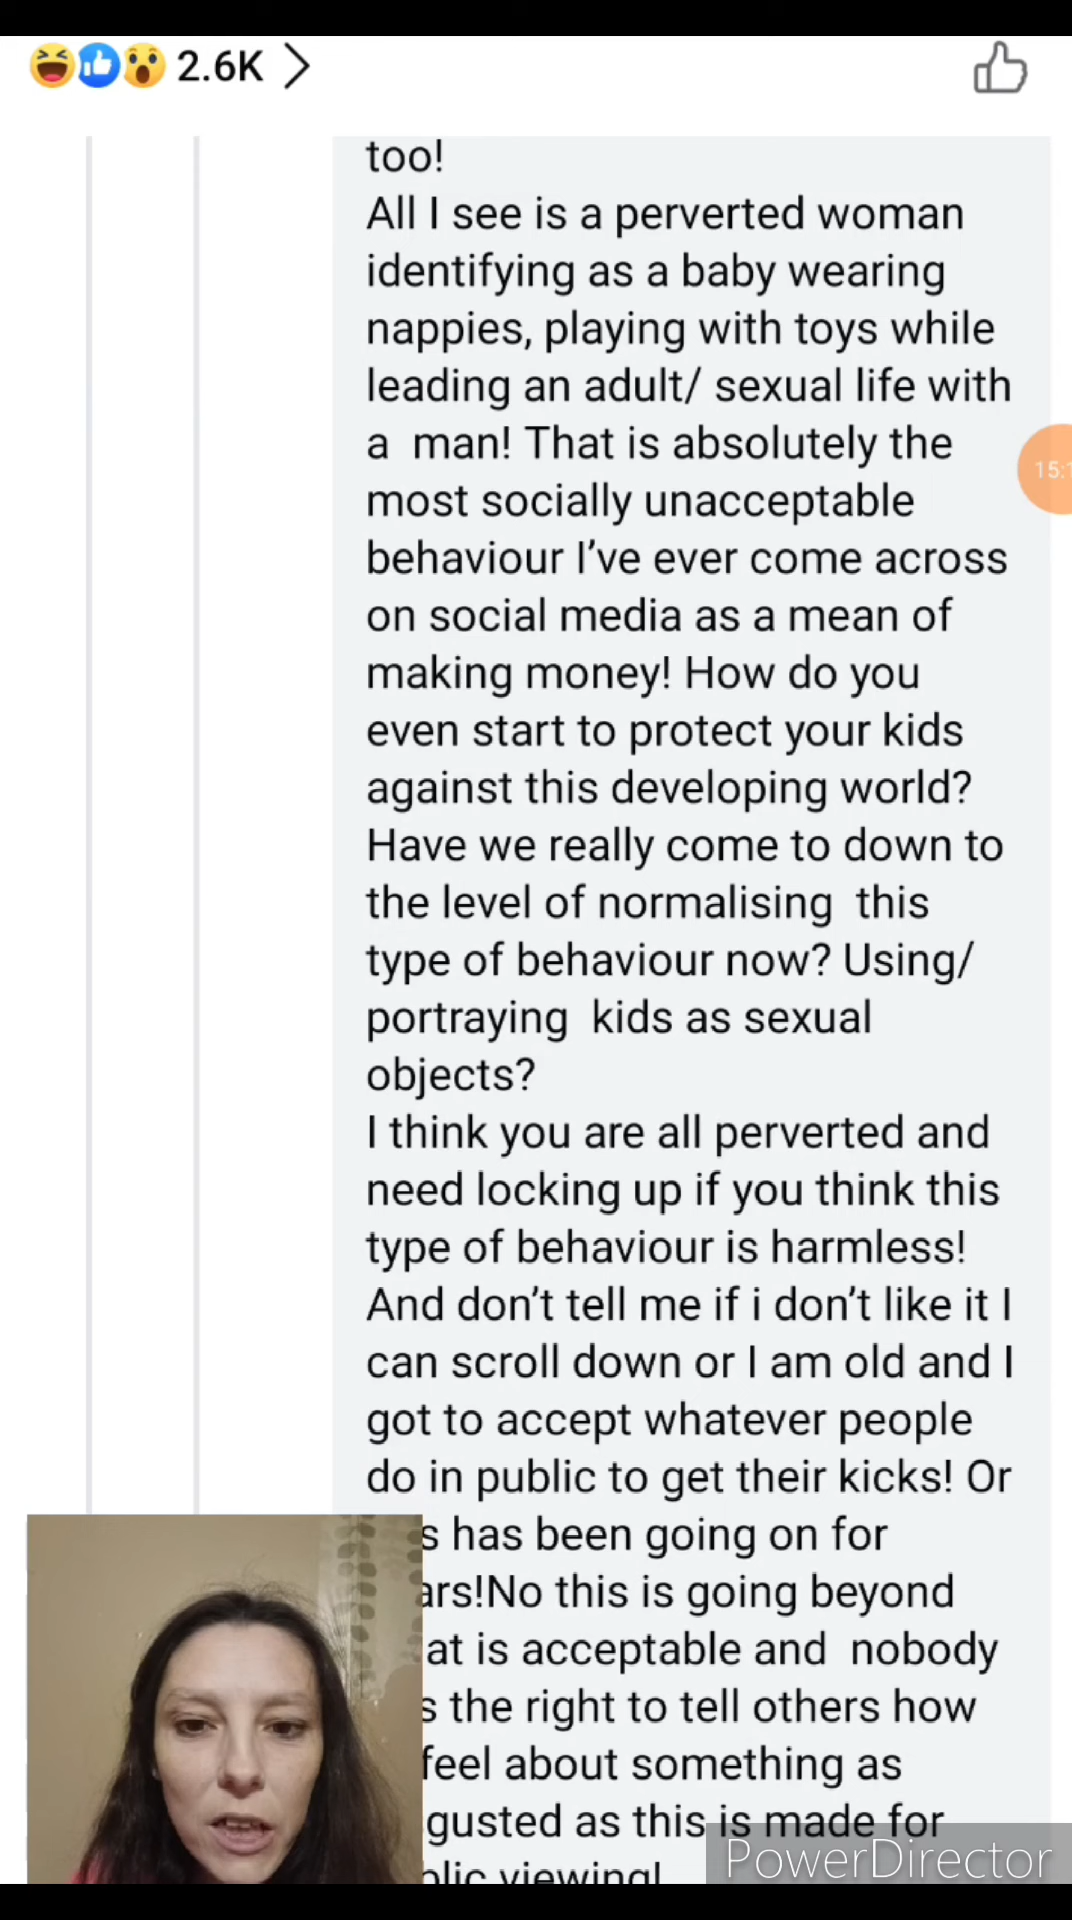 2.6K
too!
All I see is a perverted woman
identifying as a baby wearing
nappies, playing with toys while
leading an adult/ sexual life with
a man! That is absolutely the
most socially unacceptable
behaviour I've ever come across
on social media as a mean of
making money! How do you
even start to protect your kids
against this developing world?
Have we really come to down to
the level of normalising this
type of behaviour now? Using/
portraying kids as sexual
objects?
I think you are all perverted and
need locking up if you think this
type of behaviour is harmless!
And don't tell me if i don't like it I
can scroll down or I am old and I
got to accept whatever people
do in public to get their kicks! Or
s has been going on for
ars!No this is going beyond
at is acceptable and nobody
s the right to tell others how
feel about something as
gusted as this is made for
blic viewing!
15:1
PowerDirector